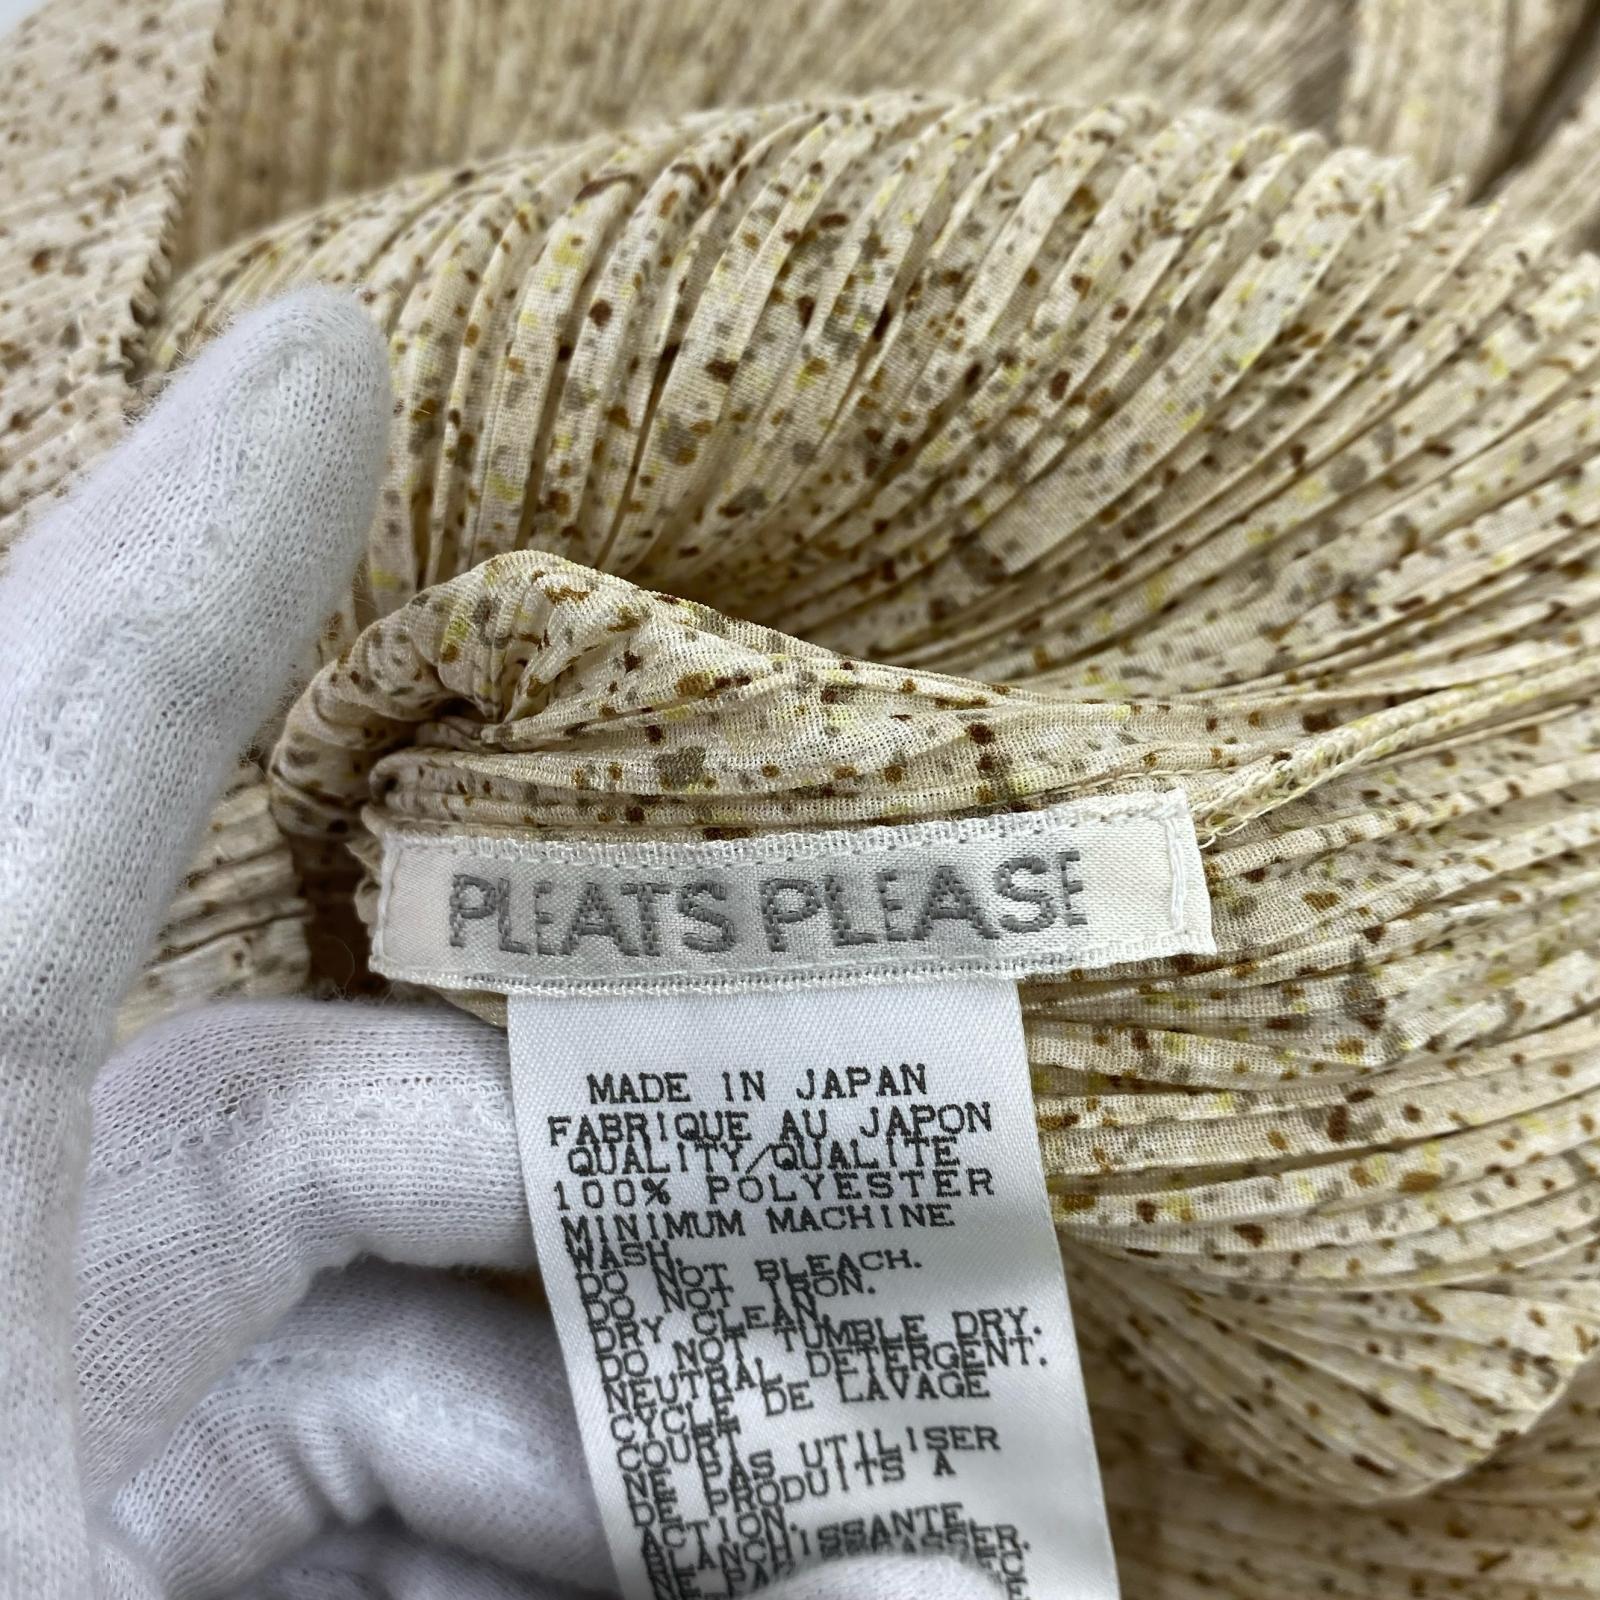 PLEATS PLEASE
MADE IN JAPAN
FABRIQUE AU JAPON
QUALITY/QUALITE
100% POLYESTER
MINIMUM MACHINE
WASH.
DO NOT BLEACH.
DO NOT IRON.
DRY CLEAN.
DO NOT TUMBLE DRY.
NEUTRAL DETERGENT.
CYCLE DE LAVAGE
COURT
NE PAS UTILISER
DE PRODUITS A
ACTION